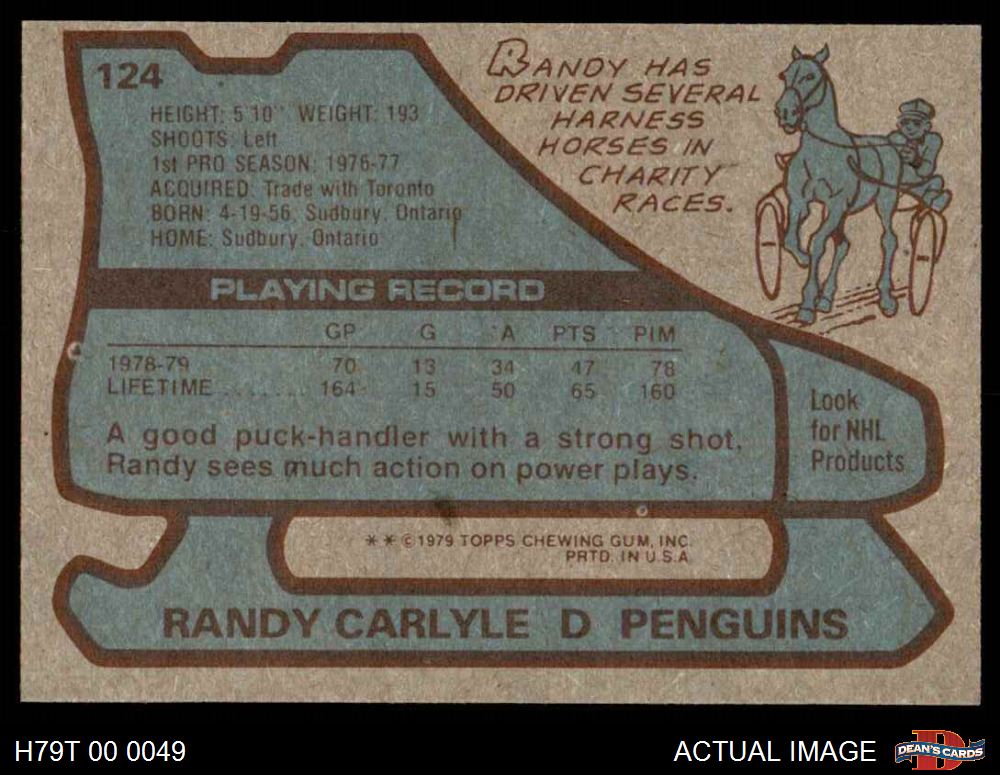 124
HEIGHT: 5'10" WEIGHT: 193
SHOOTS: Left
1st PRO SEASON: 1976-77
ACQUIRED: Trade with Toronto
BORN: 4-19-56, Sudbury, Ontario
HOME: Sudbury, Ontario
RANDY HAS
DRIVEN SEVERAL
HARNESS
HORSES IN
CHARITY
RACES.
PLAYING RECORD
GP G A PTS PIM
1978-79 70 13 34 47 78
LIFETIME ........ 164 15 50 65 160
A good puck-handler with a strong shot,
Randy sees much action on power plays.
Look
for NHL
Products
* * © 1979 TOPPS CHEWING GUM, INC.
PRTD. IN U.S.A.
RANDY CARLYLE D PENGUINS
H79T 00 0049
ACTUAL IMAGE
DEAN'S CARDS